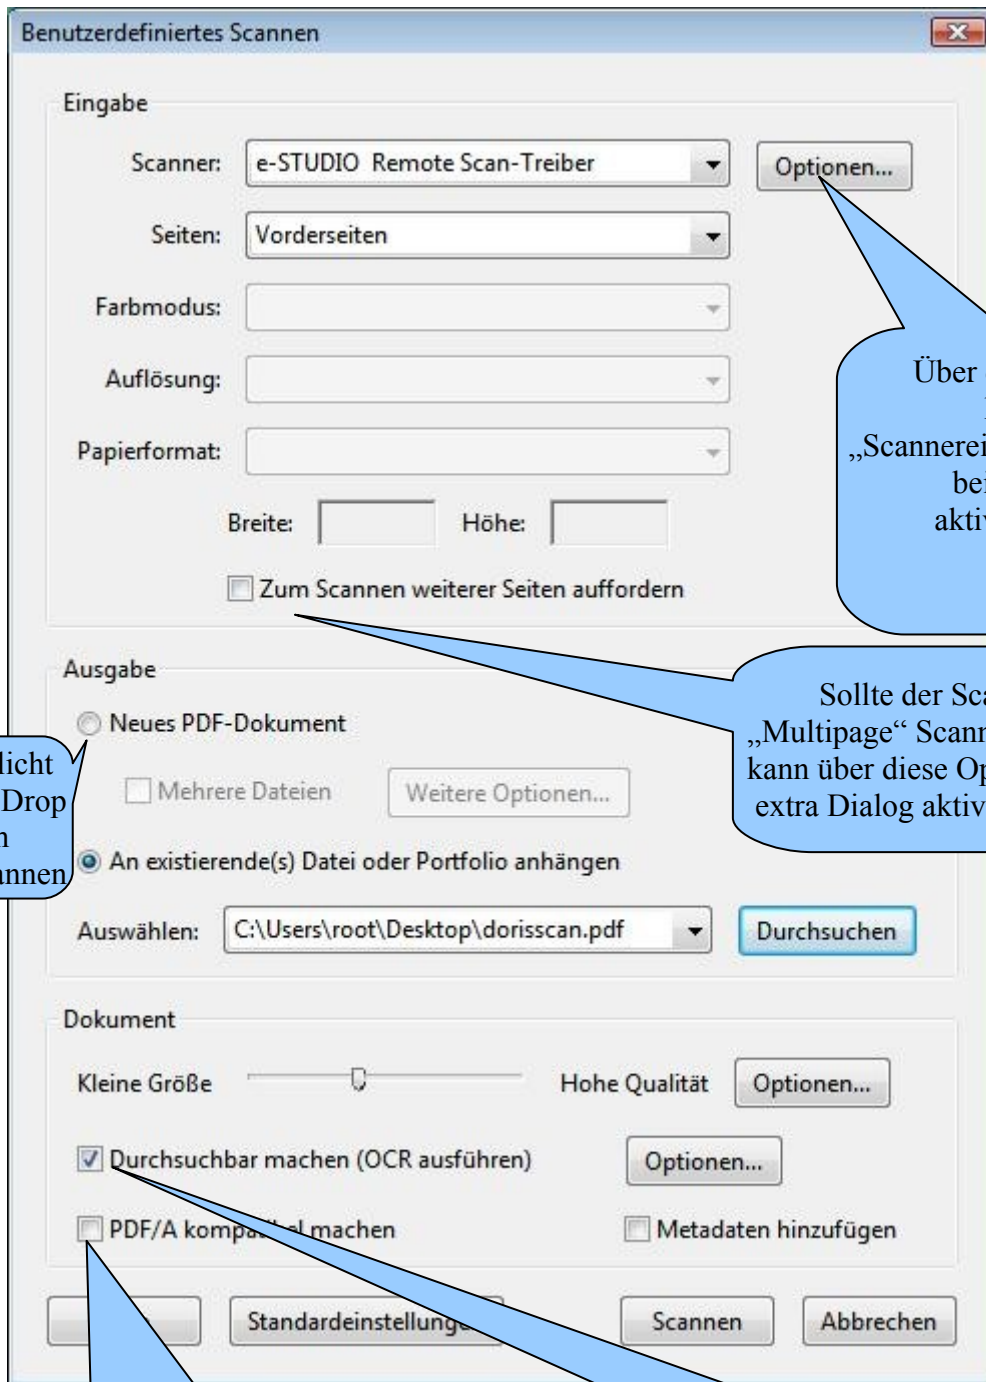 Benutzerdefiniertes Scannen
Eingabe
Scanner: e-STUDIO Remote Scan-Treiber Optionen...
Seiten: Vorderseiten
Farbmodus:
Auflösung:
Papierformat:
Breite: Höhe:
Zum Scannen weiterer Seiten auffordern
Über
„Scannerei
bei
aktiv
Ausgabe
Neues PDF-Dokument
Mehrere Dateien Weitere Optionen...
An existierende(s) Datei oder Portfolio anhängen
Auswählen: C:\Users\root\Desktop\dorisscan.pdf Durchsuchen
Sollte der Sca
„Multipage“ Scann
kann über diese Op
extra Dialog aktiv
licht
Drop
n
annen
Dokument
Kleine Größe Hohe Qualität Optionen...
Durchsuchbar machen (OCR ausführen) Optionen...
PDF/A kompatibel machen Metadaten hinzufügen
Standardeinstellunge Scannen Abbrechen